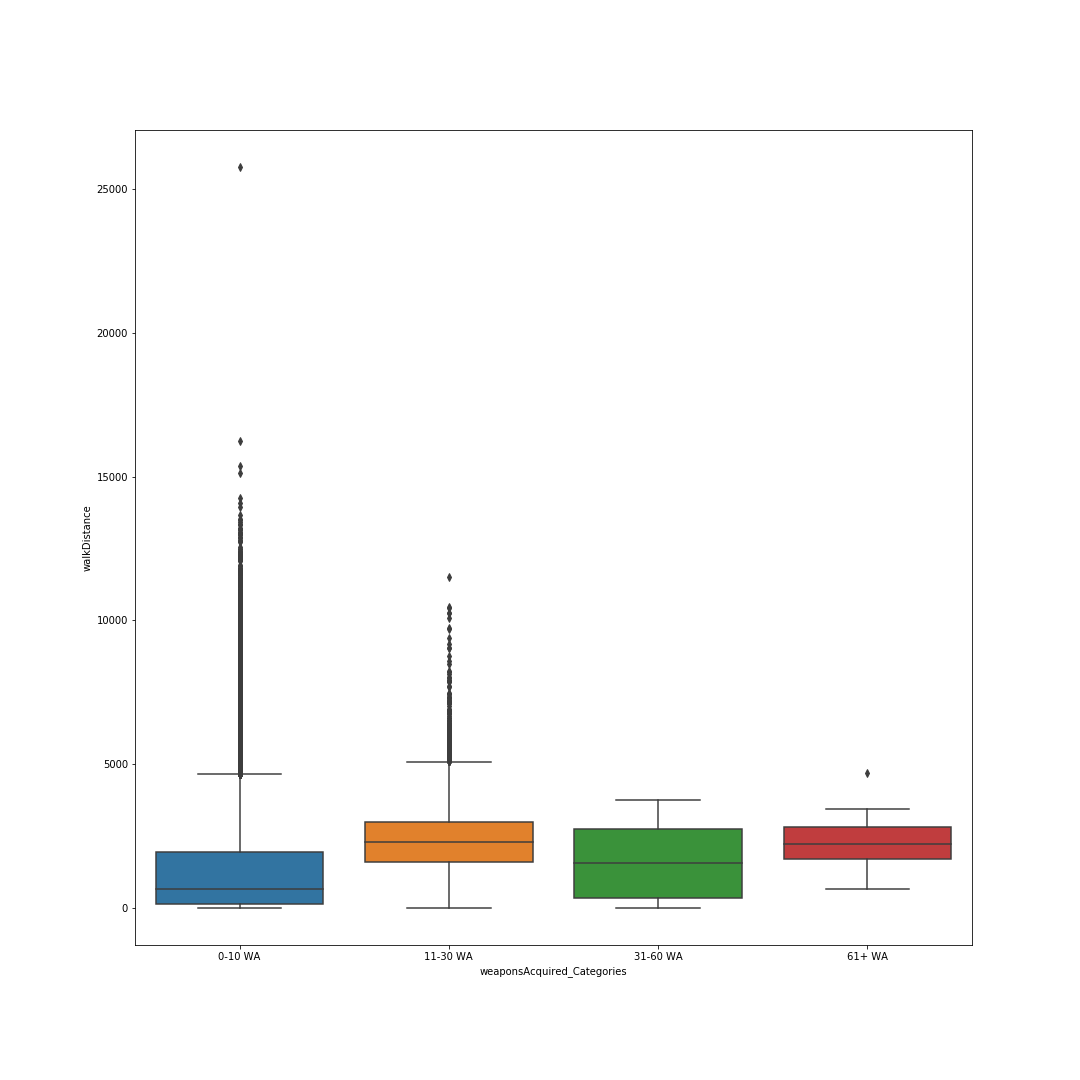 25000
20000
15000
10000
5000
0
walkDistance
0-10 WA
11-30 WA
31-60 WA
61+ WA
weaponsAcquired_Categories